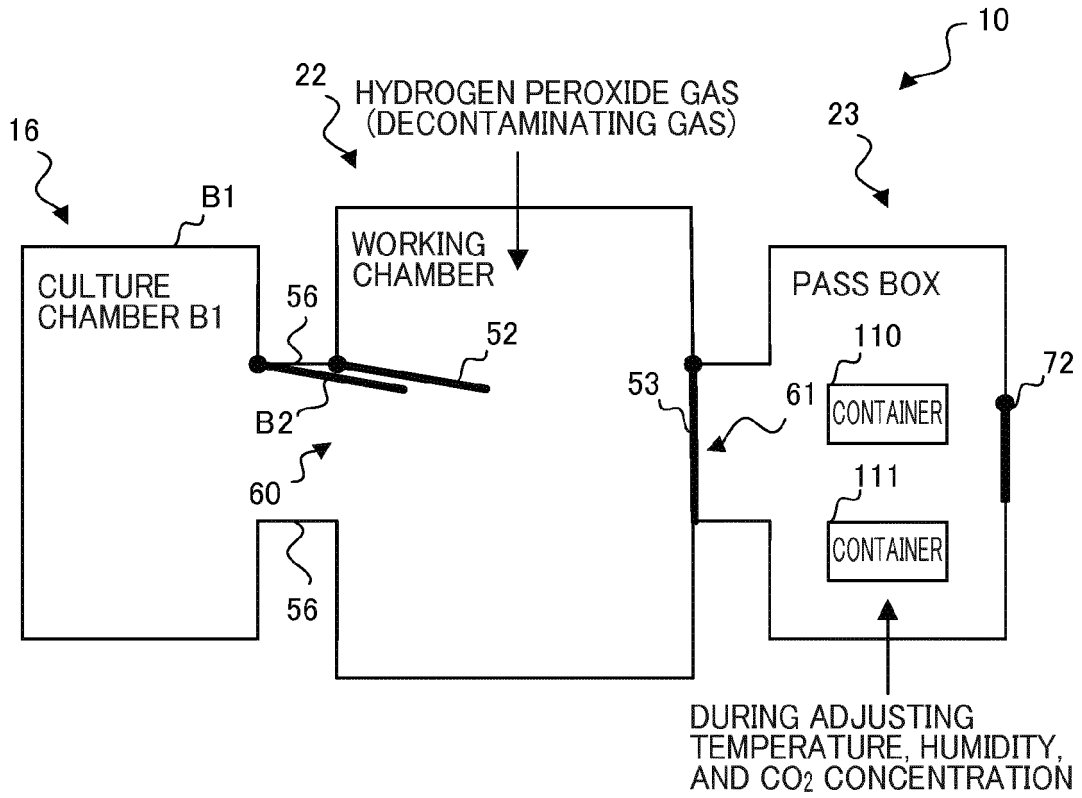 10
22
HYDROGEN PEROXIDE GAS
(DECONTAMINATING GAS)
23
16
B1
WORKING
CHAMBER
CULTURE
CHAMBER B1
PASS BOX
56
52
110
72
53
61
CONTAINER
B2
60
111
CONTAINER
56
DURING ADJUSTING
TEMPERATURE, HUMIDITY,
AND CO₂ CONCENTRATION